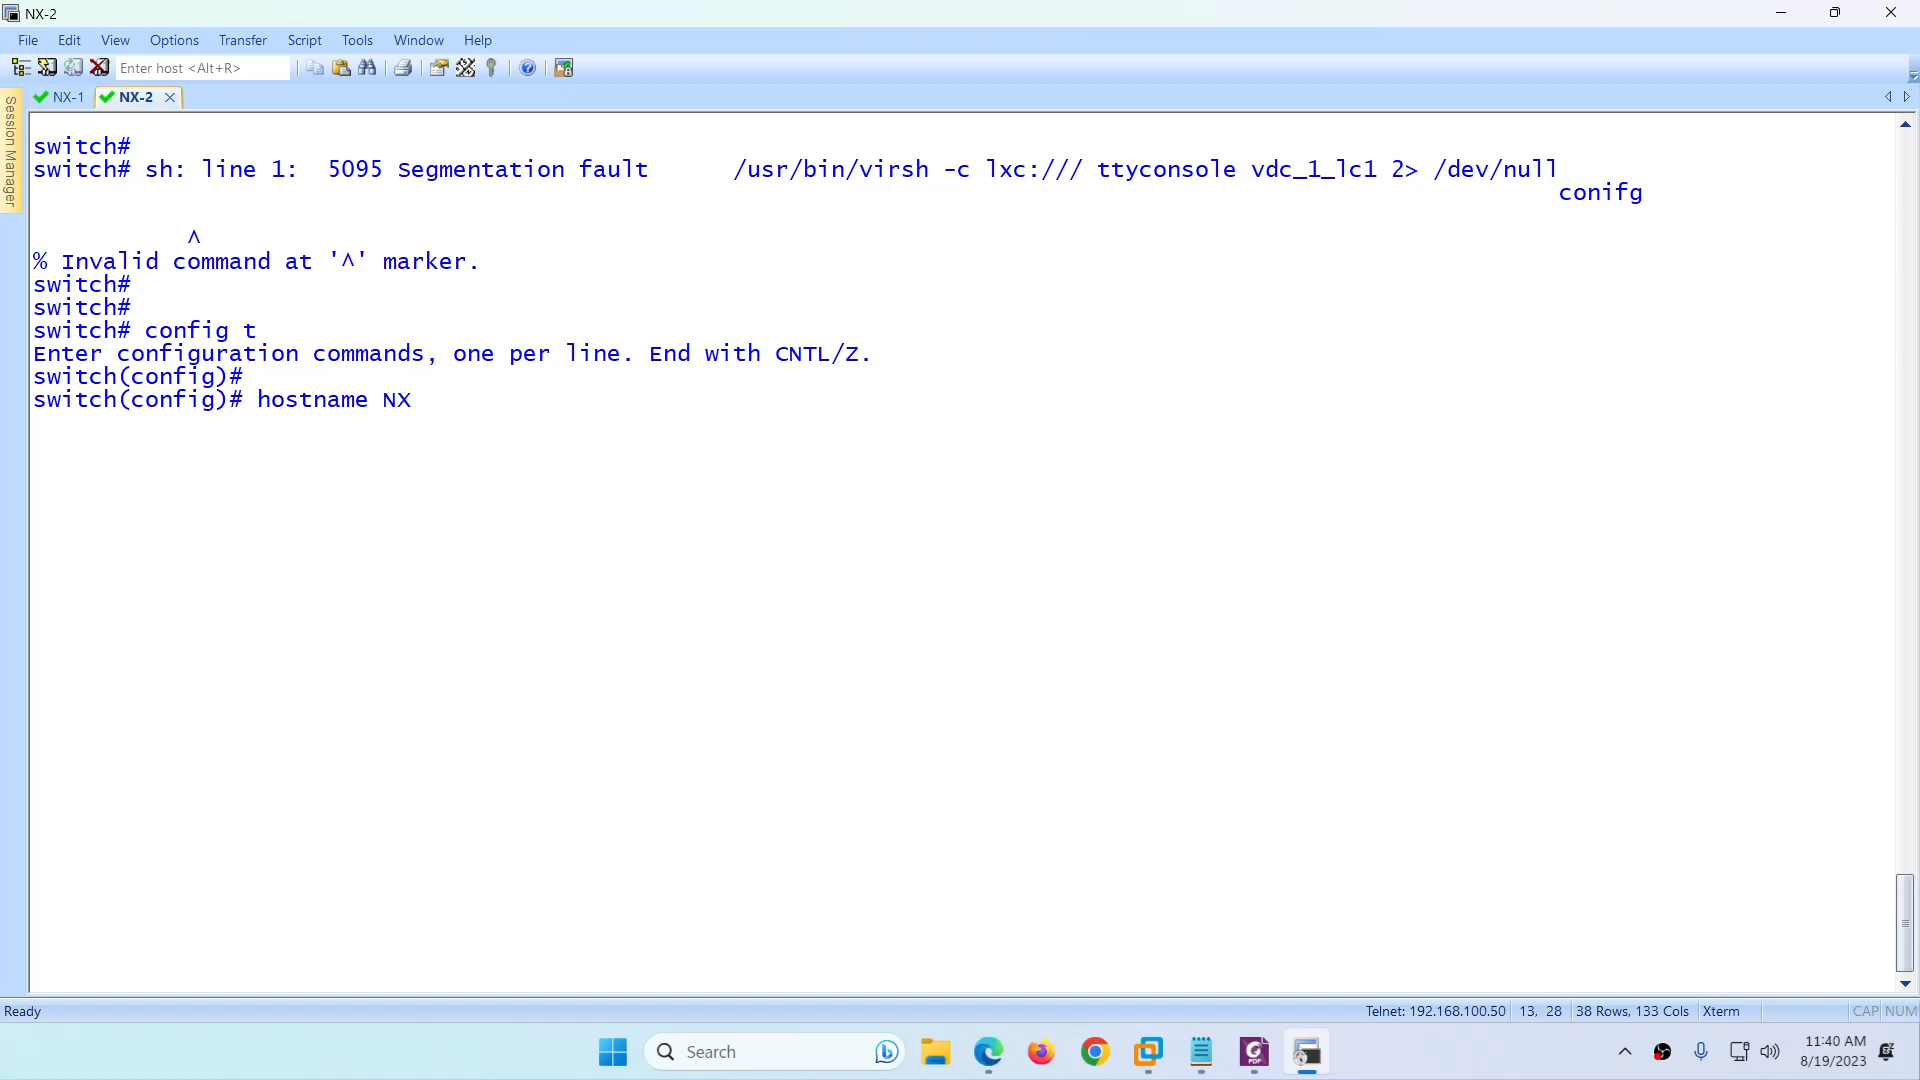 NX-2
File Edit View Options Transfer Script Tools Window Help
Enter host <Alt+R>
NX-1 NX-2
Session Manager
switch#
switch# sh: line 1:  5095 Segmentation fault      /usr/bin/virsh -c lxc:/// ttyconsole vdc_1_lc1 2> /dev/null
conifg
^
% Invalid command at '^' marker.
switch#
switch#
switch# config t
Enter configuration commands, one per line. End with CNTL/Z.
switch(config)#
switch(config)# hostname NX
Ready Telnet: 192.168.100.50 13, 28 38 Rows, 133 Cols Xterm CAP NUM
Search
PDF
11:40 AM
8/19/2023